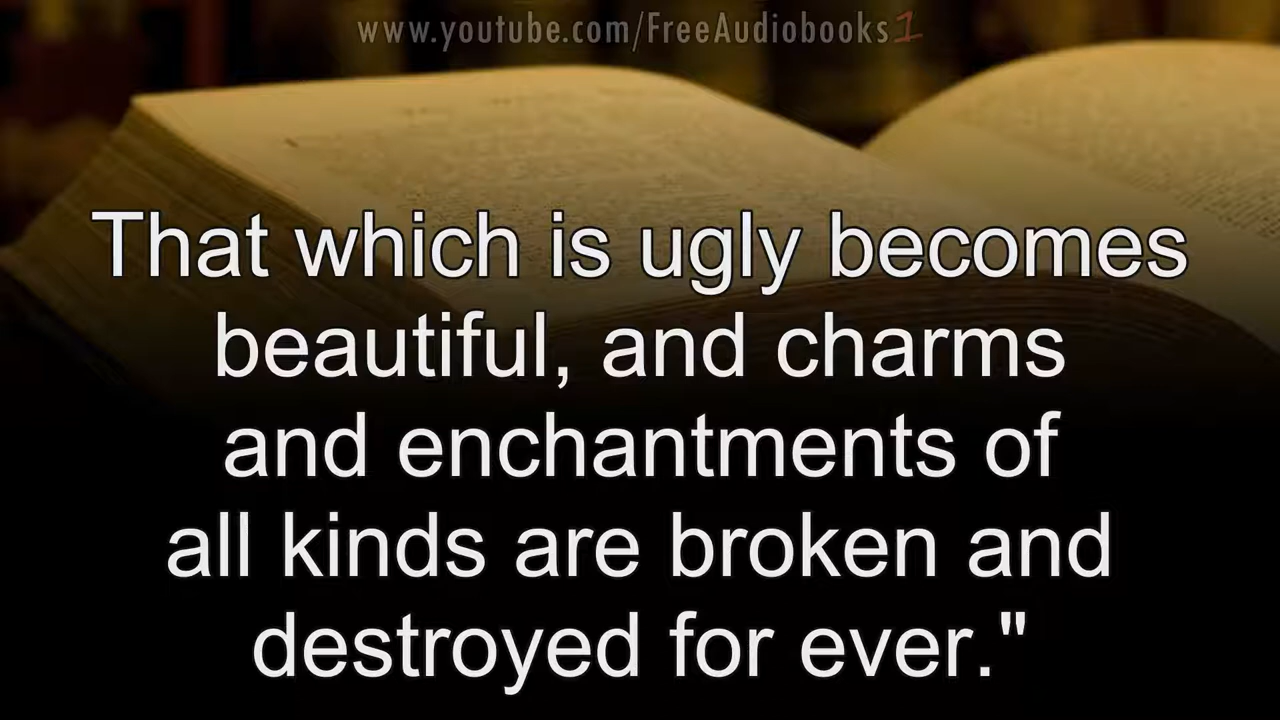 www.youtube.com/FreeAudiobooks1
That which is ugly becomes
beautiful, and charms
and enchantments of
all kinds are broken and
destroyed for ever."